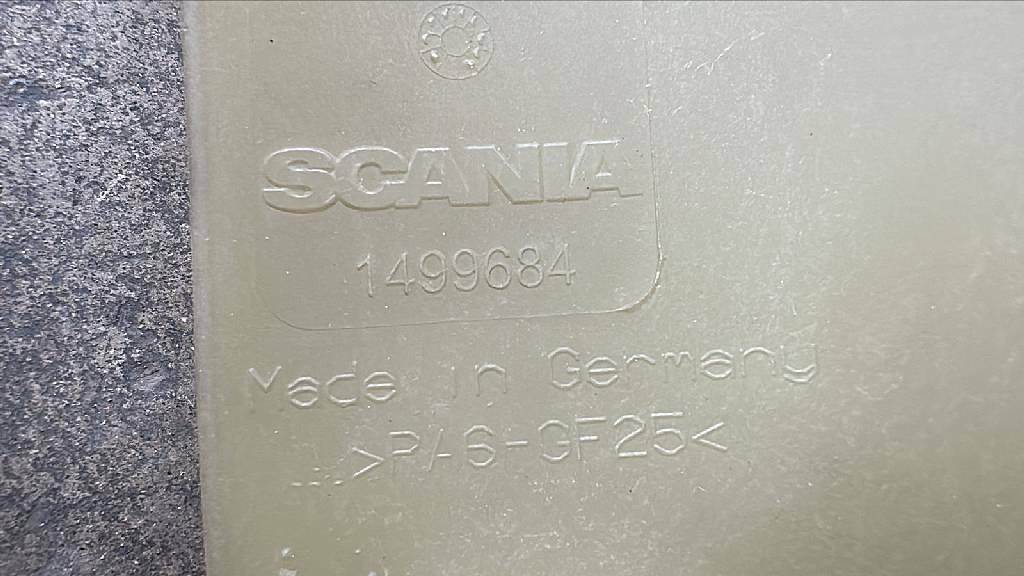 SCANIA
1499684
Made in Germany
>PA6-GF25<